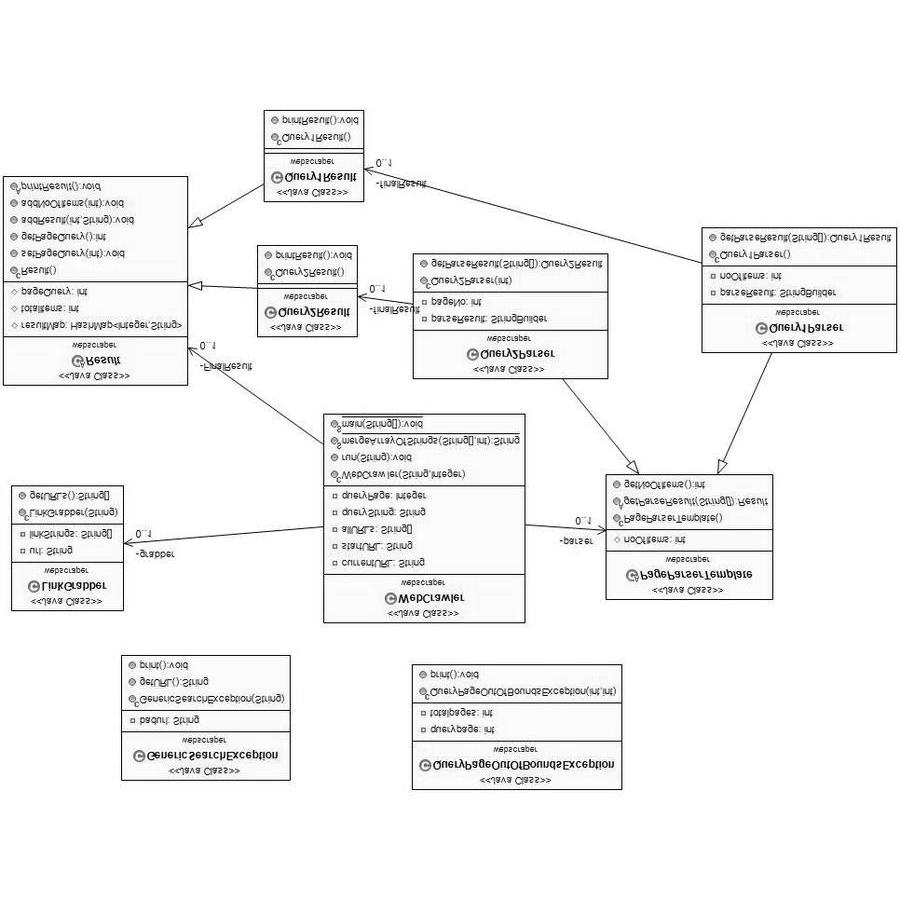 <<Java Class>>
QueryPageOutOfBoundsException
webscraper
querypage: int
totalpages: int
QueryPageOutOfBoundsException(int,int)
print():void
<<Java Class>>
GenericSearchException
webscraper
badurl: String
GenericSearchException(String)
getURL():String
print():void
<<Java Class>>
WebCrawler
webscraper
currentURL: String
startURL: String
allURLs: String[]
queryString: String
queryPage: Integer
WebCrawler(String,Integer)
run(String):void
mergeArrayOfStrings(String[],int):String
main(String[]):void
<<Java Class>>
LinkGrabber
webscraper
url: String
linkStrings: String[]
LinkGrabber(String)
getURLs():String[]
-grabber
0..1
<<Java Class>>
PageParserTemplate
webscraper
noOfItems: int
PageParserTemplate()
getParseResult(String[]):Result
getNoOfItems():int
-parser
0..1
<<Java Class>>
Result
webscraper
resultMap: HashMap<Integer,String>
totalItems: int
pageQuery: int
Result()
setPageQuery(int):void
getPageQuery():int
addResult(int,String):void
addNoOfItems(int):void
printResult():void
-FinalResult
0..1
<<Java Class>>
Query2Parser
webscraper
parseResult: StringBuilder
pageNo: int
Query2Parser(int)
getParseResult(String[]):Query2Result
<<Java Class>>
Query1Parser
webscraper
parseResult: StringBuilder
noOfItems: int
Query1Parser()
getParseResult(String[]):Query1Result
<<Java Class>>
Query2Result
webscraper
Query2Result()
printResult():void
-finalResult
0..1
<<Java Class>>
Query1Result
webscraper
Query1Result()
printResult():void
-finalResult
0..1